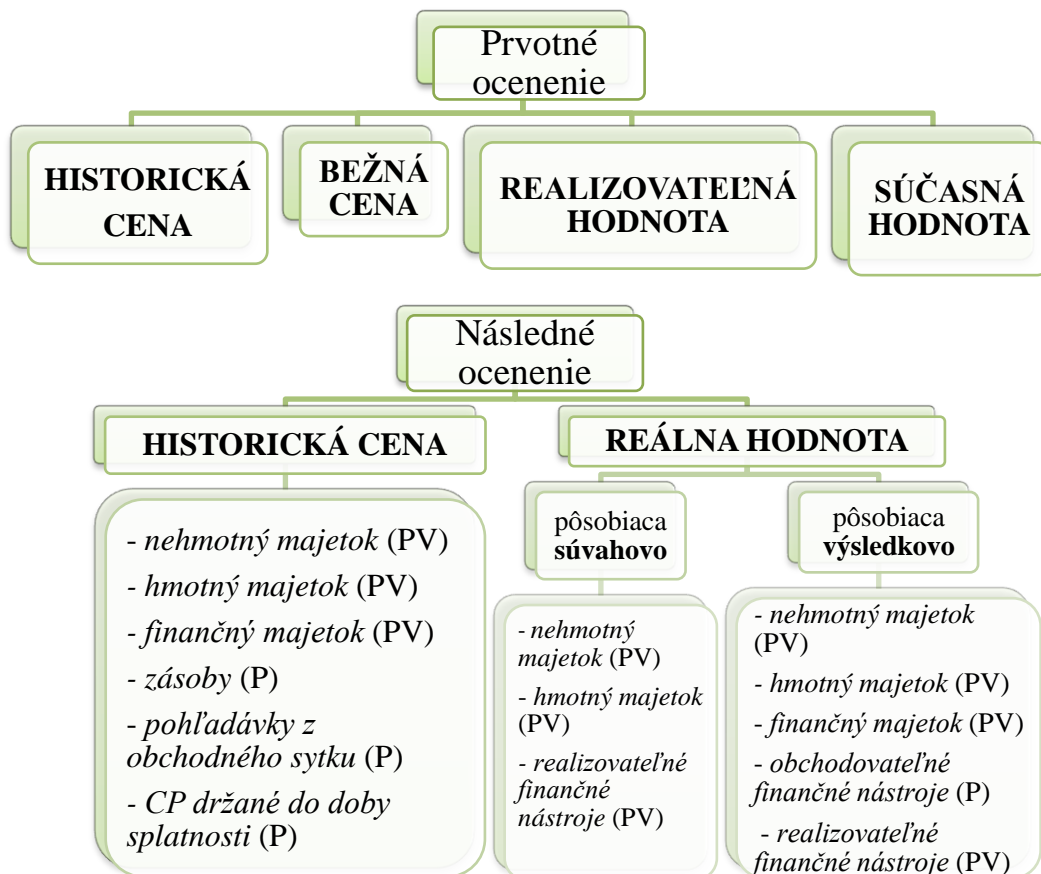 Prvotné
ocenenie
HISTORICKÁ
CENA
BEŽNÁ
CENA
REALIZOVATEĽNÁ
HODNOTA
SÚČASNÁ
HODNOTA
Následné
ocenenie
HISTORICKÁ CENA
- nehmotný majetok (PV)
- hmotný majetok (PV)
- finančný majetok (PV)
- zásoby (P)
- pohľadávky z
obchodného sytku (P)
- CP držané do doby
splatnosti (P)
REÁLNA HODNOTA
pôsobiaca
súvahovo
- nehmotný
majetok (PV)
- hmotný majetok
(PV)
- realizovateľné
finančné
nástroje (PV)
pôsobiaca
výsledkovo
- nehmotný majetok
(PV)
- hmotný majetok (PV)
- finančný majetok (PV)
- obchodovateľné
finančné nástroje (P)
- realizovateľné
finančné nástroje (PV)